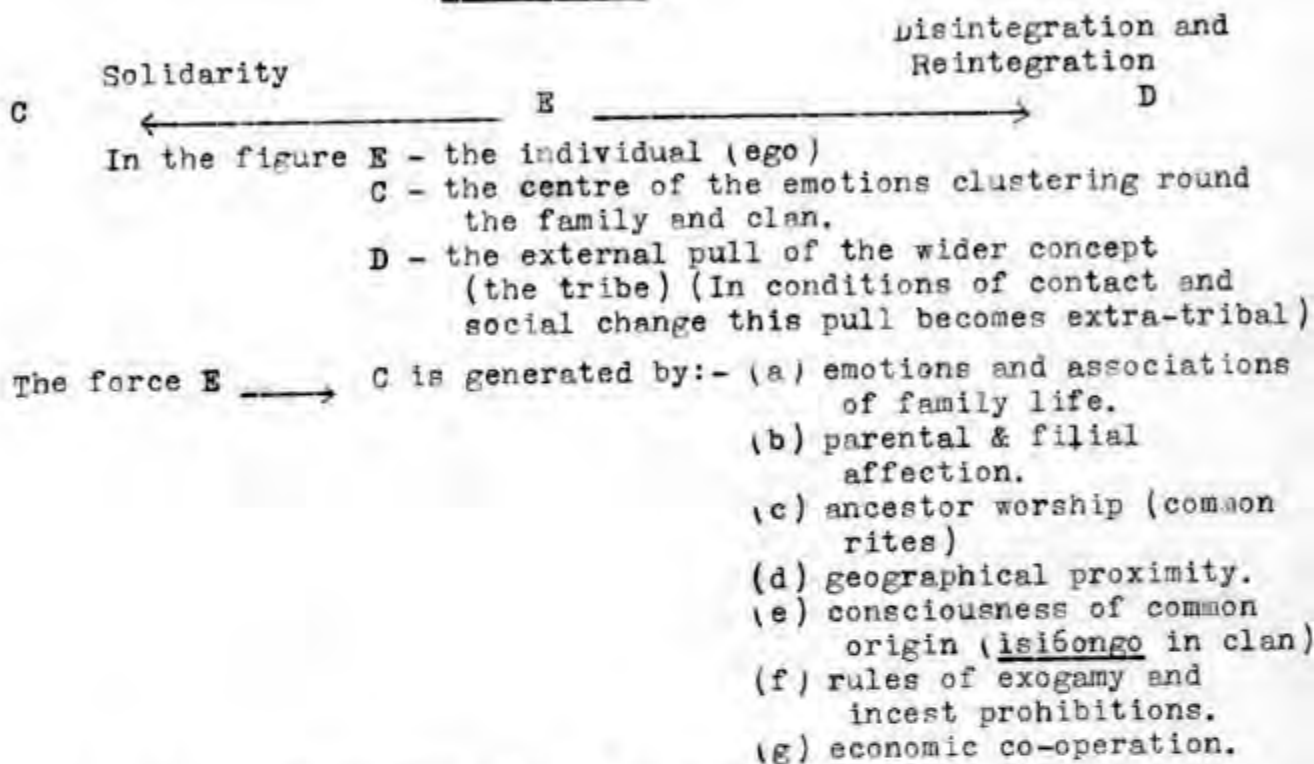 Disintegration and
Solidarity Reintegration
C E D
In the figure E - the individual (ego)
C - the centre of the emotions clustering round
the family and clan.
D - the external pull of the wider concept
(the tribe) (In conditions of contact and
social change this pull becomes extra-tribal)
The force E ⟶ C is generated by:- (a) emotions and associations
of family life.
(b) parental & filial
affection.
(c) ancestor worship (common
rites)
(d) geographical proximity.
(e) consciousness of common
origin (isiɓongo in clan)
(f) rules of exogamy and
incest prohibitions.
(g) economic co-operation.